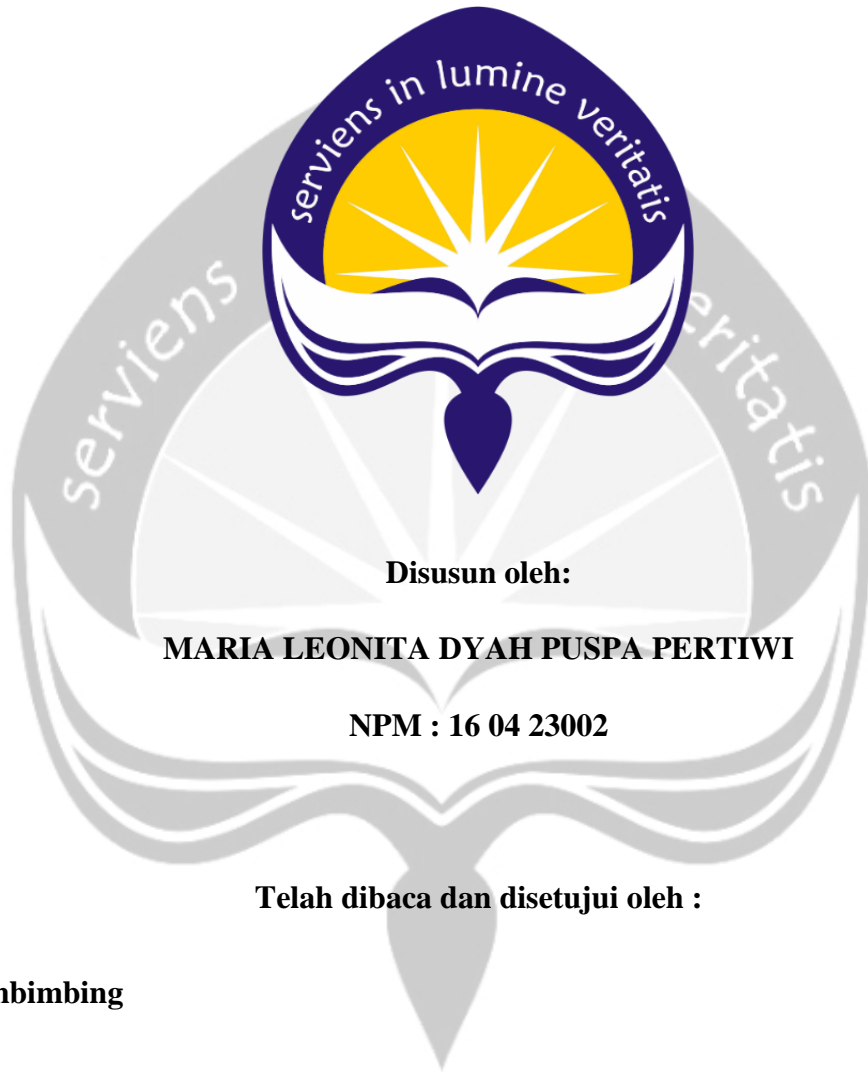 serviens in lumine veritatis
serviens
eritatis
Disusun oleh:
MARIA LEONITA DYAH PUSPA PERTIWI
NPM : 16 04 23002
Telah dibaca dan disetujui oleh :
nbimbing